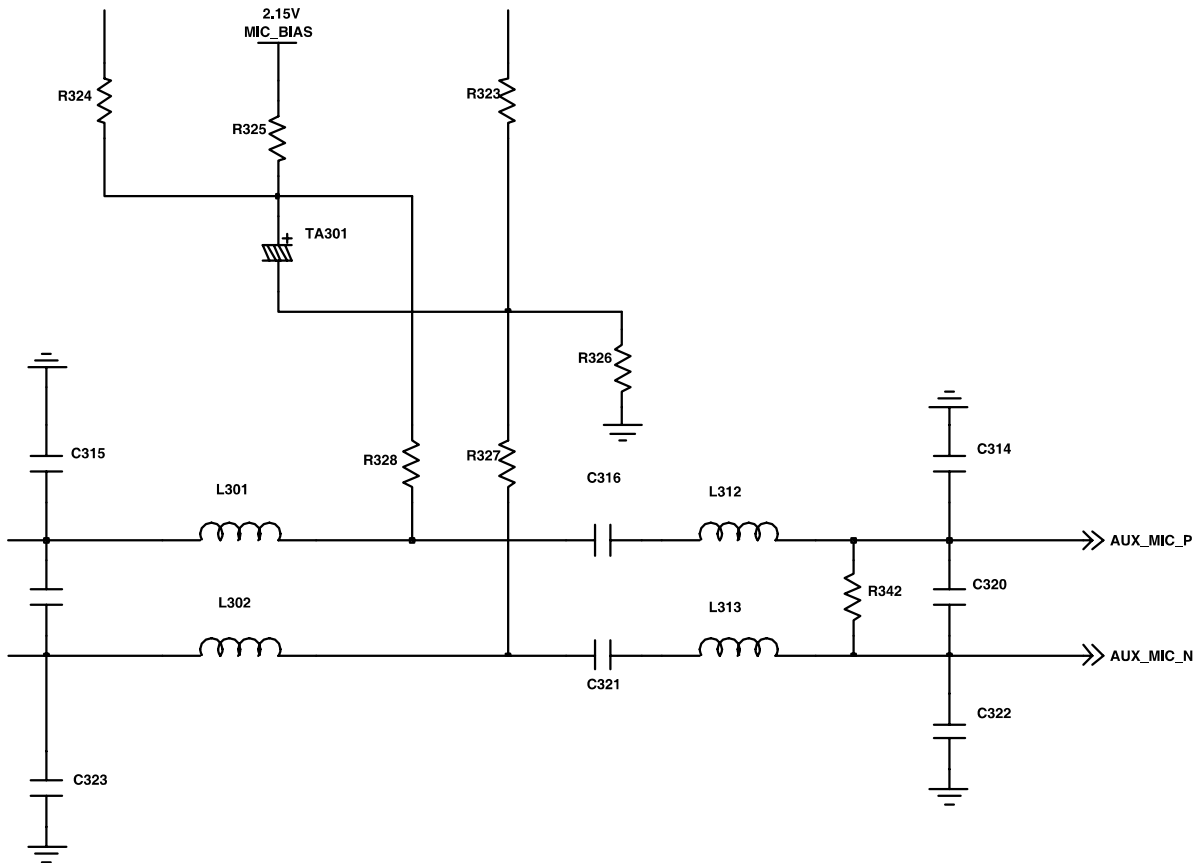 2.15V
MIC_BIAS
R324
R323
R325
+
TA301
R326
C315
C314
R328
R327
C316
L301
L312
AUX_MIC_P
R342
C320
L302
L313
AUX_MIC_N
C321
C322
C323